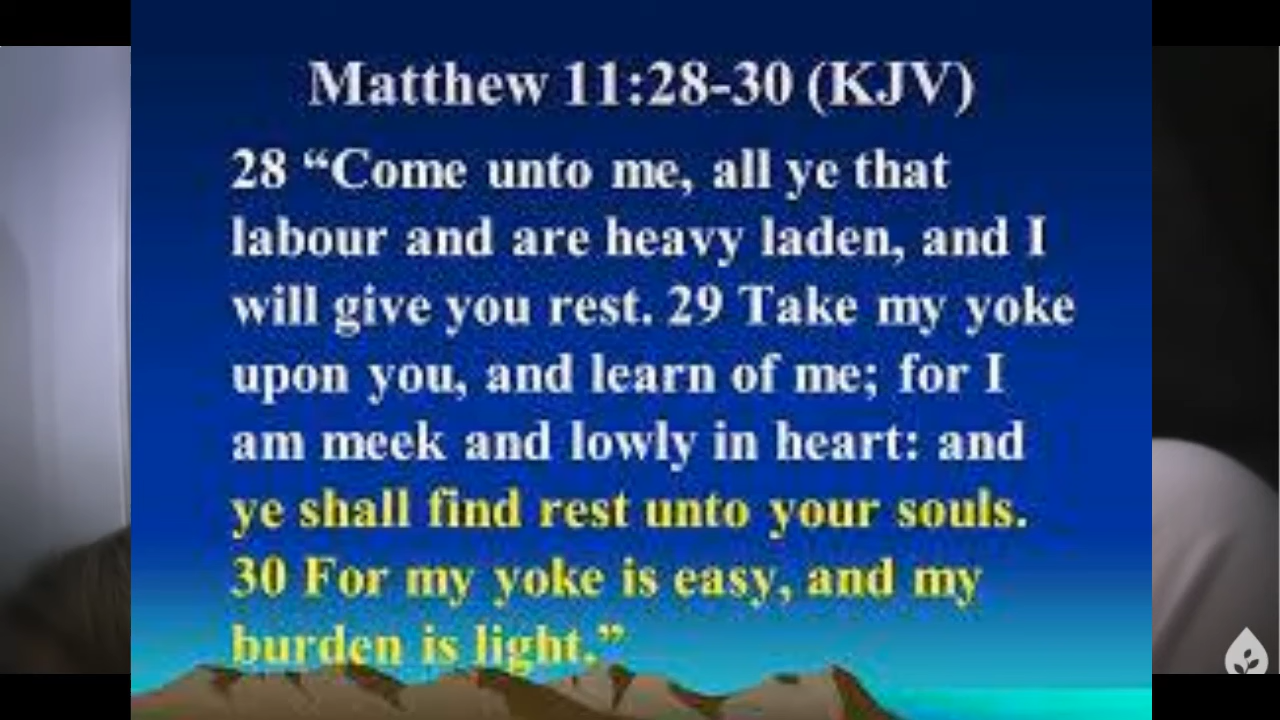 Matthew 11:28-30 (KJV)
28 “Come unto me, all ye that
labour and are heavy laden, and I
will give you rest. 29 Take my yoke
upon you, and learn of me; for I
am meek and lowly in heart: and
ye shall find rest unto your souls.
30 For my yoke is easy, and my
burden is light.”